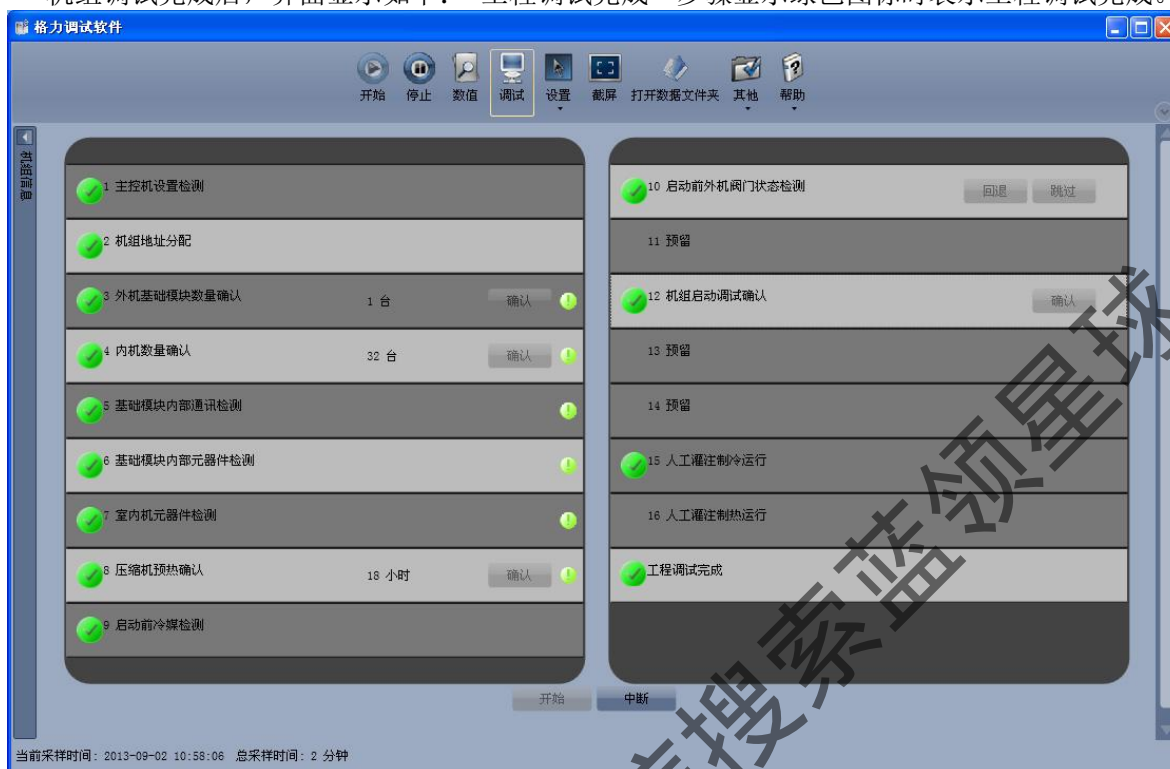 机组调试完成后，界面显示如下：“工程调试完成”步骤显示绿色图标时表示工程调试完成。
格力调试软件
开始 停止 数值 调试 设置 截屏 打开数据文件夹 其他 帮助
机组信息
1 主控机设置检测
2 机组地址分配
3 外机基础模块数量确认 1 台 确认
4 内机数量确认 32 台 确认
5 基础模块内部通讯检测
6 基础模块内部元器件检测
7 室内机元器件检测
8 压缩机预热确认 18 小时 确认
9 启动前冷媒检测
10 启动前外机阀门状态检测 回退 跳过
11 预留
12 机组启动调试确认 确认
13 预留
14 预留
15 人工灌注制冷运行
16 人工灌注制热运行
工程调试完成
开始 中断
当前采样时间：2013-09-02 10:58:06 总采样时间：2 分钟
搜索蓝领星球